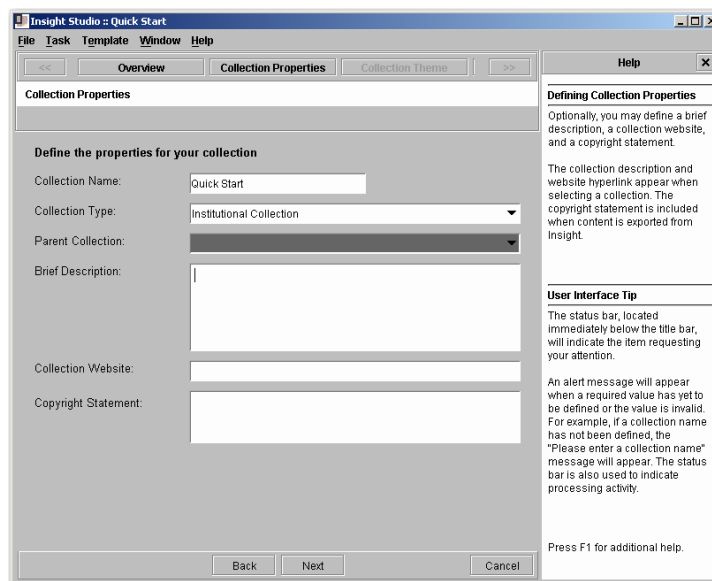 Insight Studio :: Quick Start
File Task Template Window Help
<< Overview Collection Properties Collection Theme >>
Collection Properties
Define the properties for your collection
Collection Name: Quick Start
Collection Type: Institutional Collection
Parent Collection:
Brief Description:
Collection Website:
Copyright Statement:
Back Next Cancel
Help
Defining Collection Properties
Optionally, you may define a brief
description, a collection website,
and a copyright statement.
The collection description and
website hyperlink appear when
selecting a collection. The
copyright statement is included
when content is exported from
Insight.
User Interface Tip
The status bar, located
immediately below the title bar,
will indicate the item requesting
your attention.
An alert message will appear
when a required value has yet to
be defined or the value is invalid.
For example, if a collection name
has not been defined, the
"Please enter a collection name"
message will appear. The status
bar is also used to indicate
processing activity.
Press F1 for additional help.